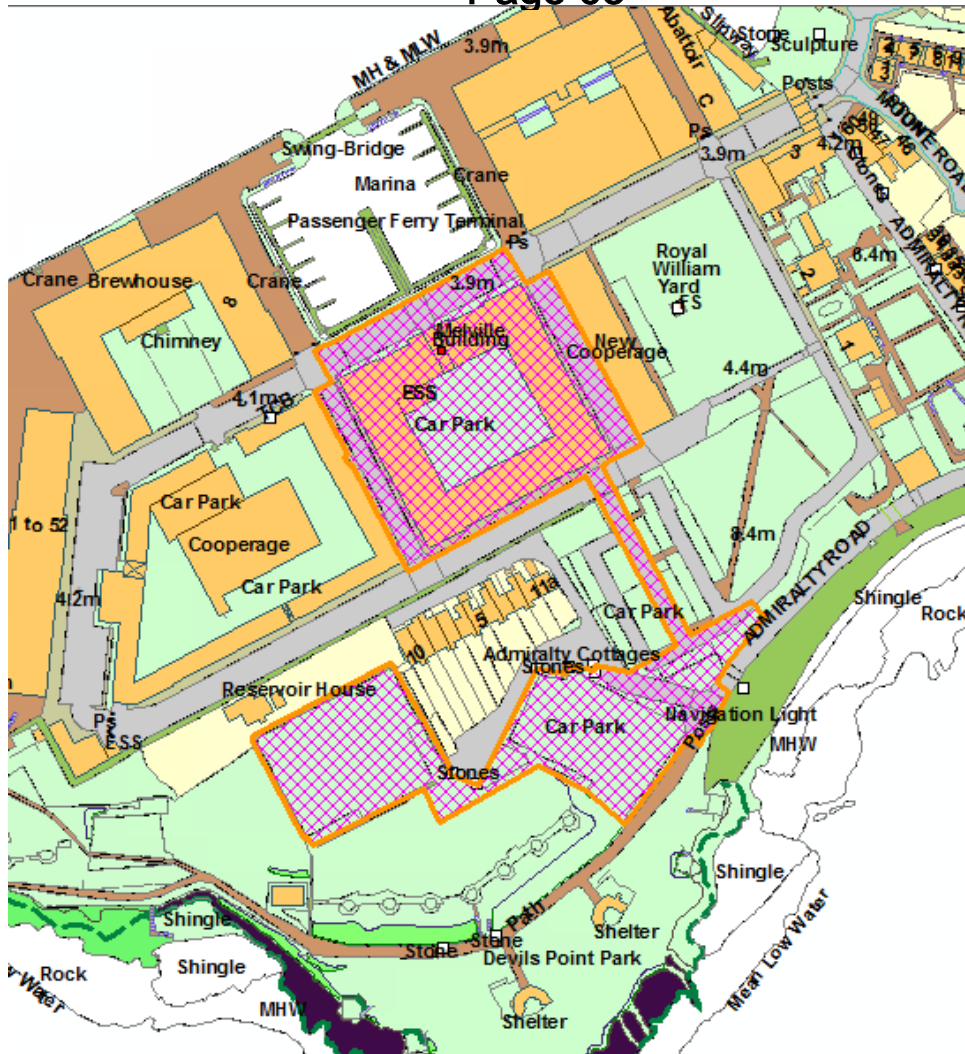 MH & MLW
3.9m
Abattoir
Slipway
Stone
Sculpture
Posts
C
Ps
3.9m
4.2m
3
Stone
ADMIRALTY
Swing-Bridge
Marina
Crane
Passenger Ferry Terminal
Ps
Crane
Brewhouse
8
Crane
Chimney
3.9m
Melville
Building
ESS
Car Park
New
Cooperage
Royal
William
Yard
FS
2
6.4m
1
4.4m
4.1m
TCB
Car Park
Cooperage
Car Park
1 to 52
4.2m
8.4m
ADMIRALTY ROAD
Shingle
Rock
11a
5
10
Car Park
Admiralty Cottages
Stones
Reservoir House
ESS
Car Park
Posts
Navigation Light
MHW
Stones
Shingle
Path
Shingle
Stone
Stone
Shelter
Devils Point Park
Mean Low Water
Rock
Shingle
Water
MHW
Shelter